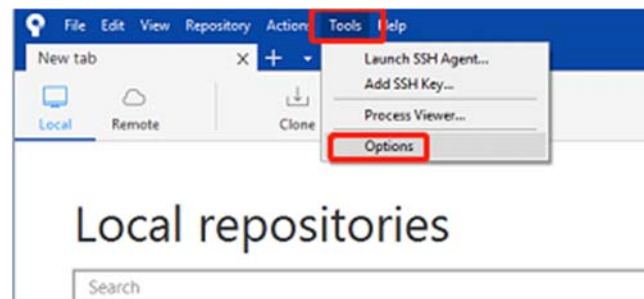 File Edit View Repository Actions Tools Help
New tab
Launch SSH Agent...
Add SSH Key...
Local Remote Clone
Process Viewer...
Options
Local repositories
Search